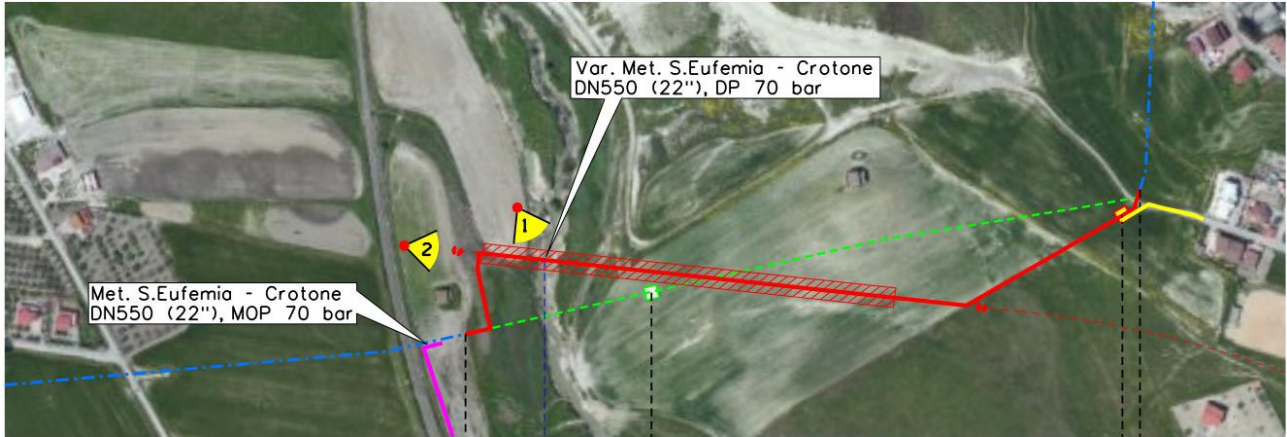 Var. Met. S.Eufemia - Crotone
DN550 (22"), DP 70 bar
1
2
Met. S.Eufemia - Crotone
DN550 (22"), MOP 70 bar